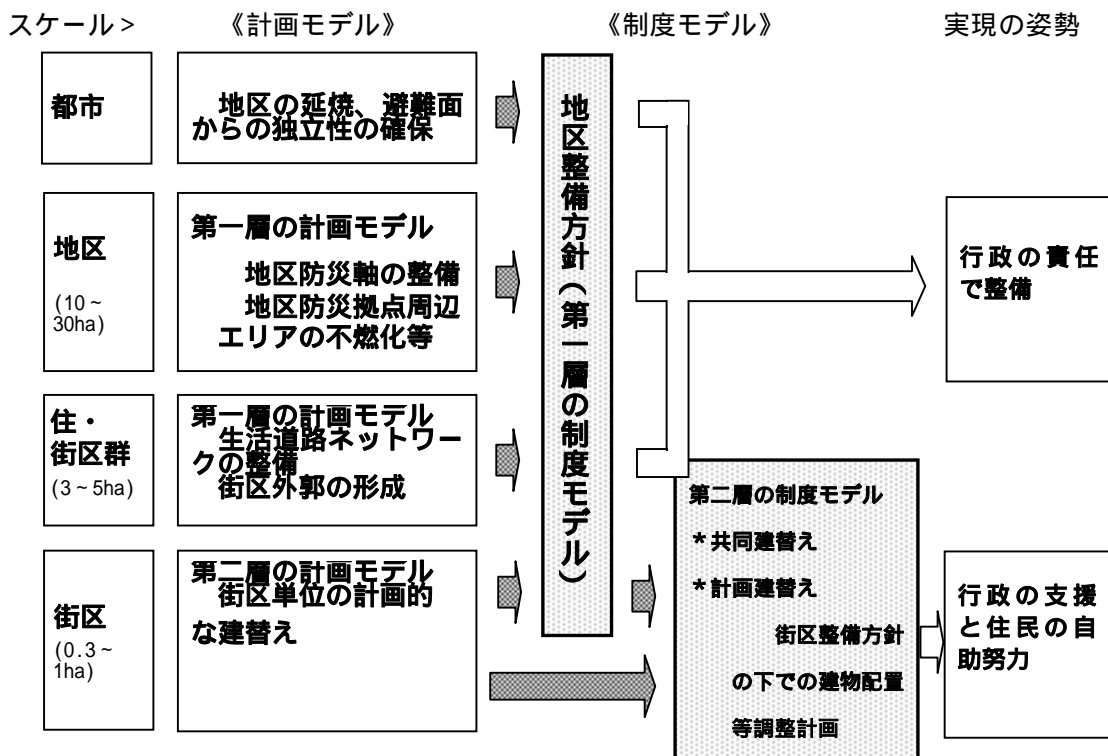 スケール＞　《計画モデル》　《制度モデル》　実現の姿勢
都市
地区の延焼、避難面
からの独立性の確保
地区
(10～
30ha)
第一層の計画モデル
地区防災軸の整備
地区防災拠点周辺
エリアの不燃化等
住・
街区群
(3～5ha)
第一層の計画モデル
生活道路ネットワー
クの整備
街区外郭の形成
街区
(0.3～
1ha)
第二層の計画モデル
街区単位の計画的
な建替え
地区整備方針（第一層の制度モデル）
第二層の制度モデル
＊共同建替え
＊計画建替え
街区整備方針
の下での建物配置
等調整計画
行政の責任
で整備
行政の支援
と住民の自
助努力